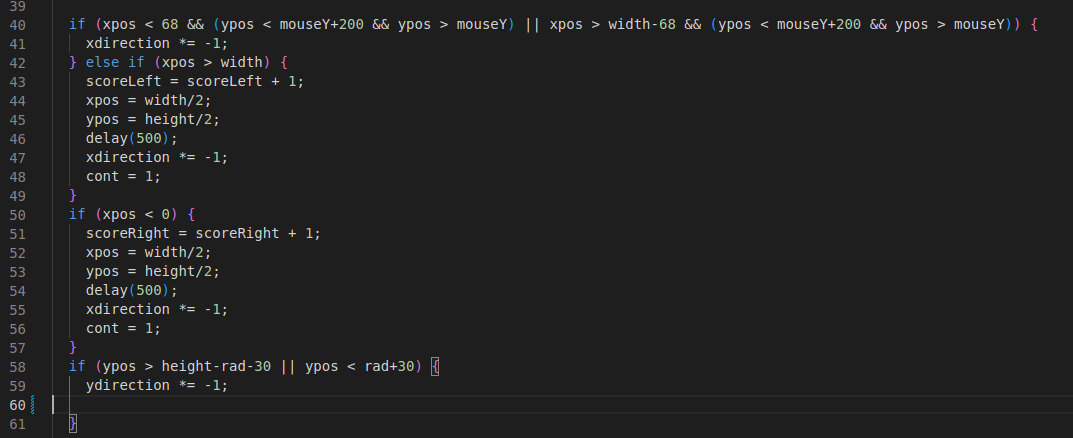 39
40 if (xpos < 68 && (ypos < mouseY+200 && ypos > mouseY) || xpos > width-68 && (ypos < mouseY+200 && ypos > mouseY)) {
41 xdirection *= -1;
42 } else if (xpos > width) {
43 scoreLeft = scoreLeft + 1;
44 xpos = width/2;
45 ypos = height/2;
46 delay(500);
47 xdirection *= -1;
48 cont = 1;
49 }
50 if (xpos < 0) {
51 scoreRight = scoreRight + 1;
52 xpos = width/2;
53 ypos = height/2;
54 delay(500);
55 xdirection *= -1;
56 cont = 1;
57 }
58 if (ypos > height-rad-30 || ypos < rad+30) {
59 ydirection *= -1;
60
61 }